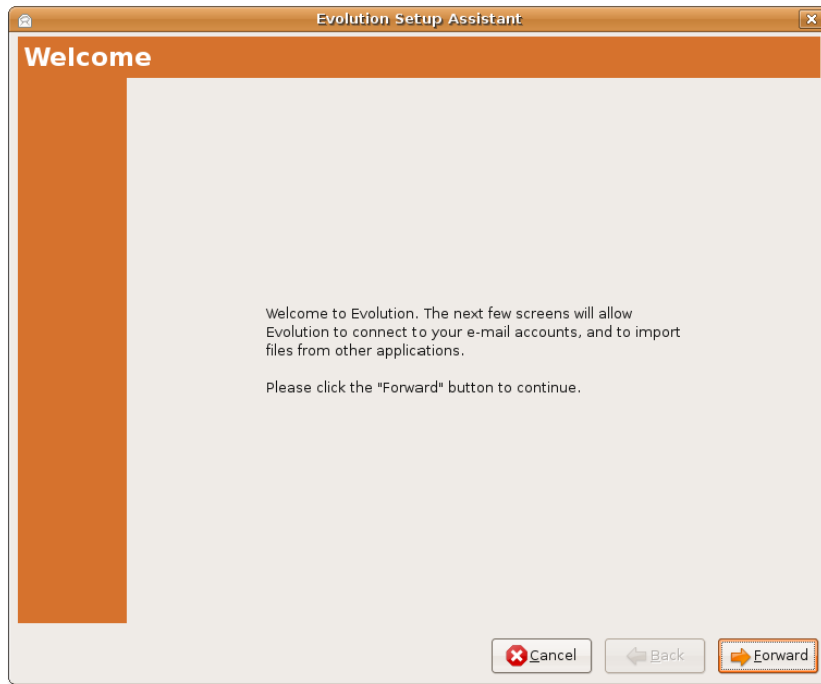 Evolution Setup Assistant
Welcome
Welcome to Evolution. The next few screens will allow
Evolution to connect to your e-mail accounts, and to import
files from other applications.
Please click the "Forward" button to continue.
Cancel
Back
Forward